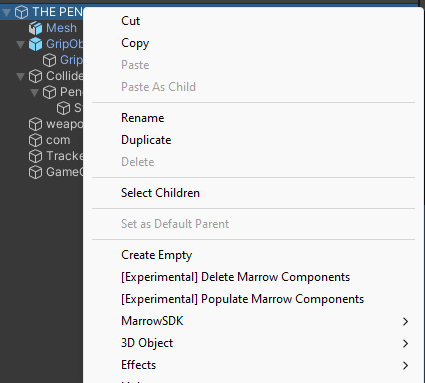 THE PEN
Mesh
GripOb
Grip
Collide
Pen
S
weapo
com
Tracke
GameO
Cut
Copy
Paste
Paste As Child
Rename
Duplicate
Delete
Select Children
Set as Default Parent
Create Empty
[Experimental] Delete Marrow Components
[Experimental] Populate Marrow Components
MarrowSDK
3D Object
Effects